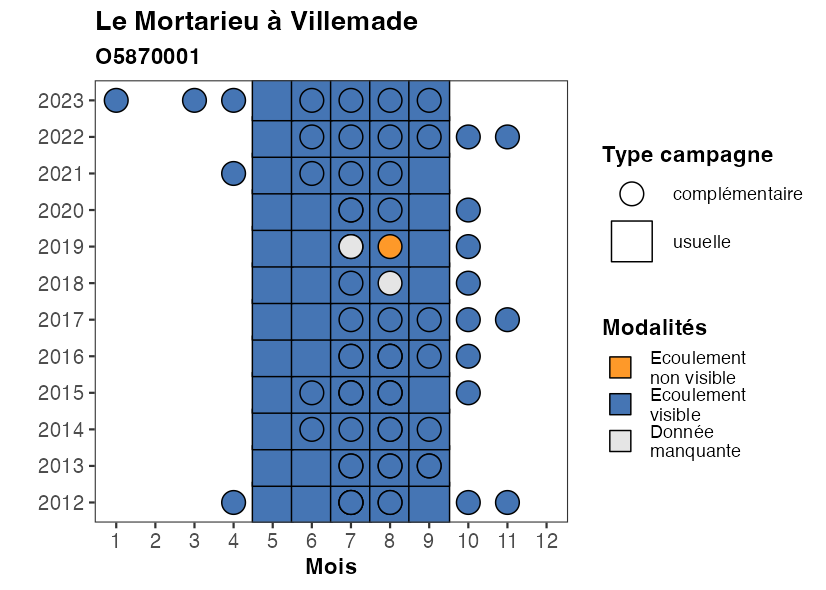 Le Mortarieu à Villemade
O5870001
2023
2022
2021
2020
2019
2018
2017
2016
2015
2014
2013
2012
1 2 3 4 5 6 7 8 9 10 11 12
Mois
Type campagne
complémentaire
usuelle
Modalités
Ecoulement
non visible
Ecoulement
visible
Donnée
manquante